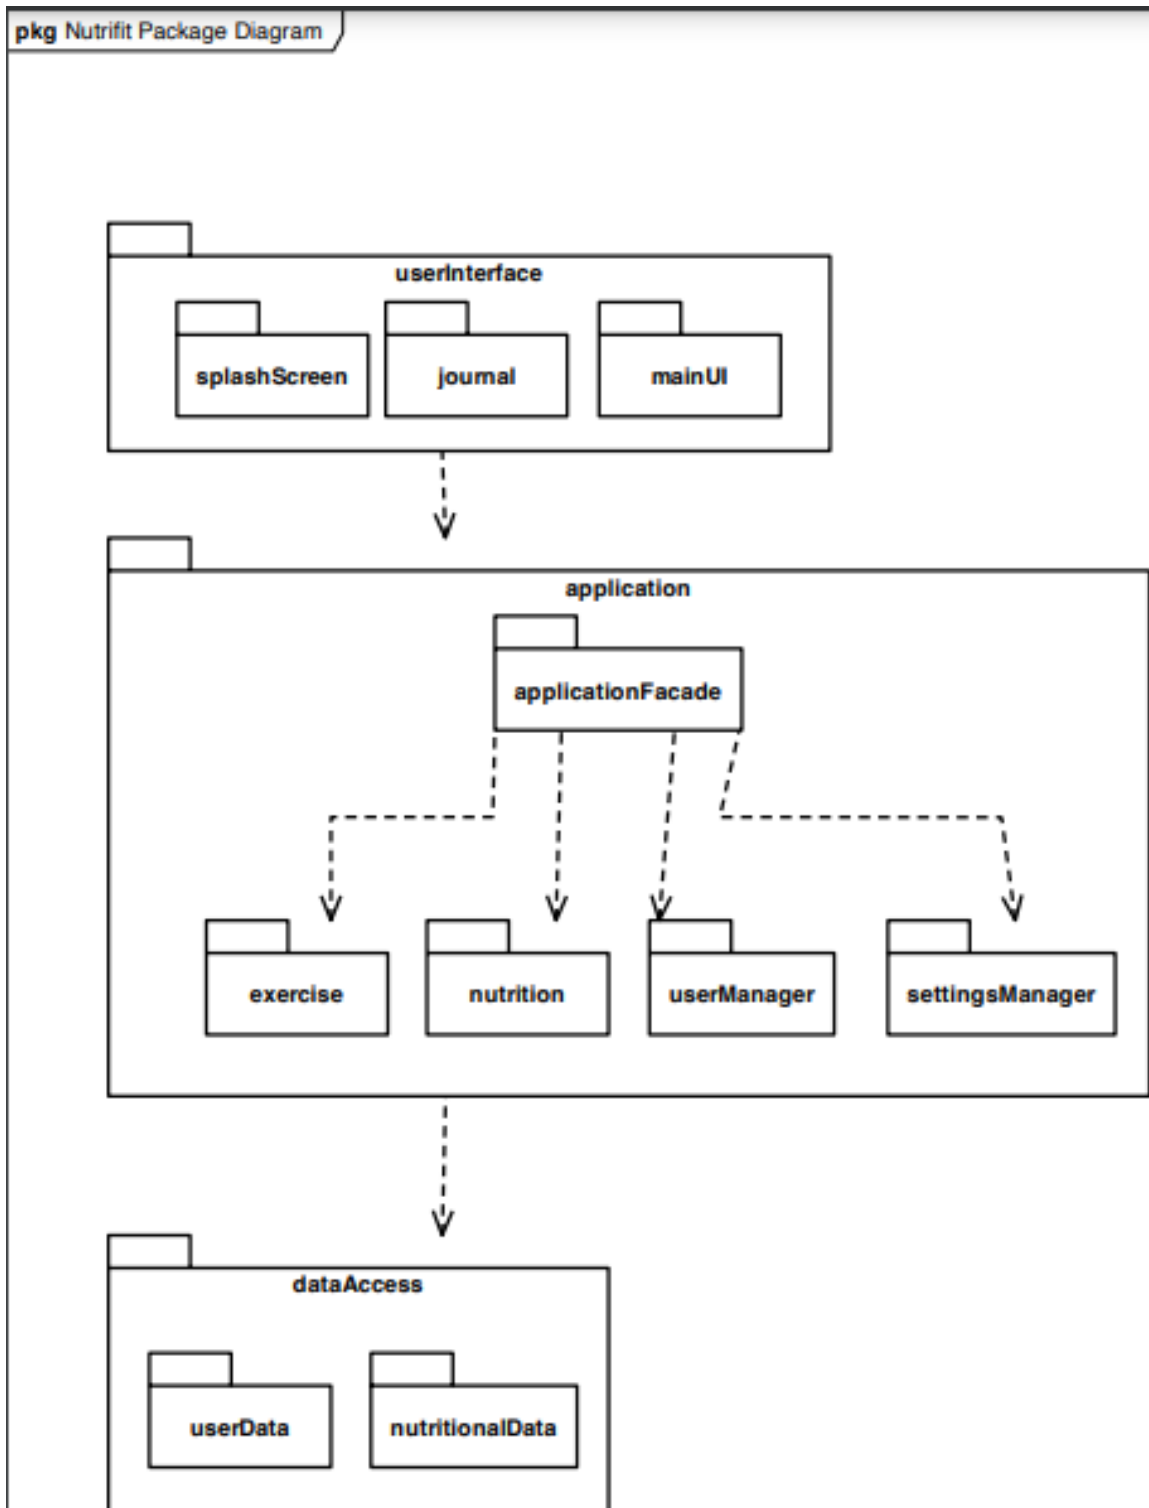 pkg Nutrifit Package Diagram
userInterface
splashScreen journal mainUI
application
applicationFacade
exercise nutrition userManager settingsManager
dataAccess
userData nutritionalData